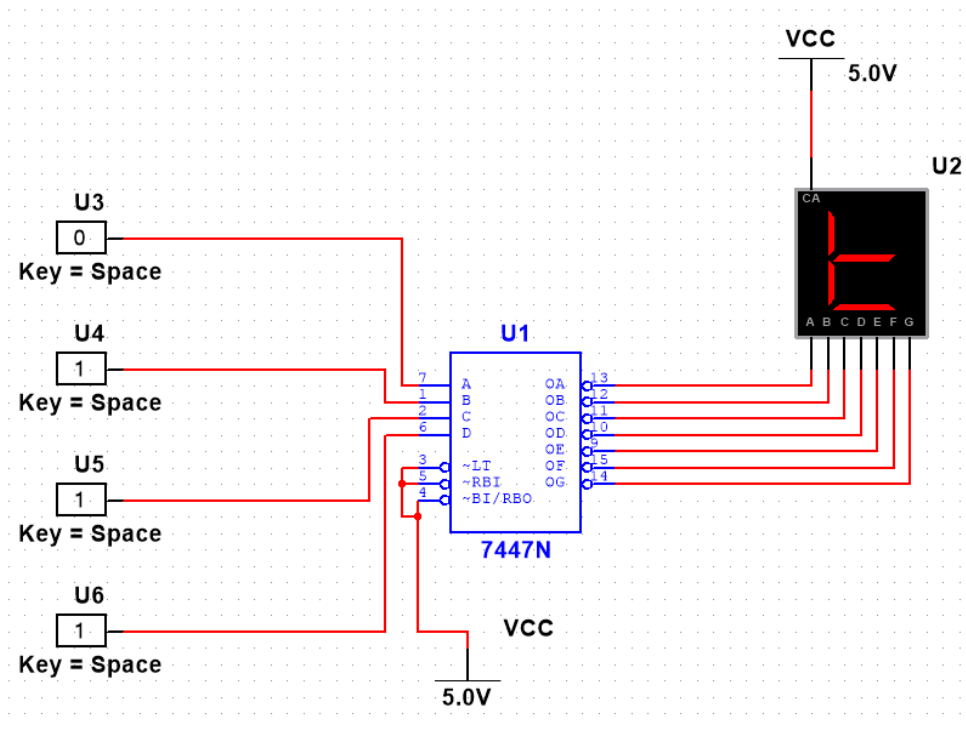 VCC
5.0V
U2
CA
A B C D E F G
U3
0
Key = Space
U4
1
Key = Space
U5
1
Key = Space
U6
1
Key = Space
U1
7 A OA 13
1 B OB 12
2 C OC 11
6 D OD 10
OE 9
3 ~LT OF 15
5 ~RBI OG 14
4 ~BI/RBO
7447N
VCC
5.0V